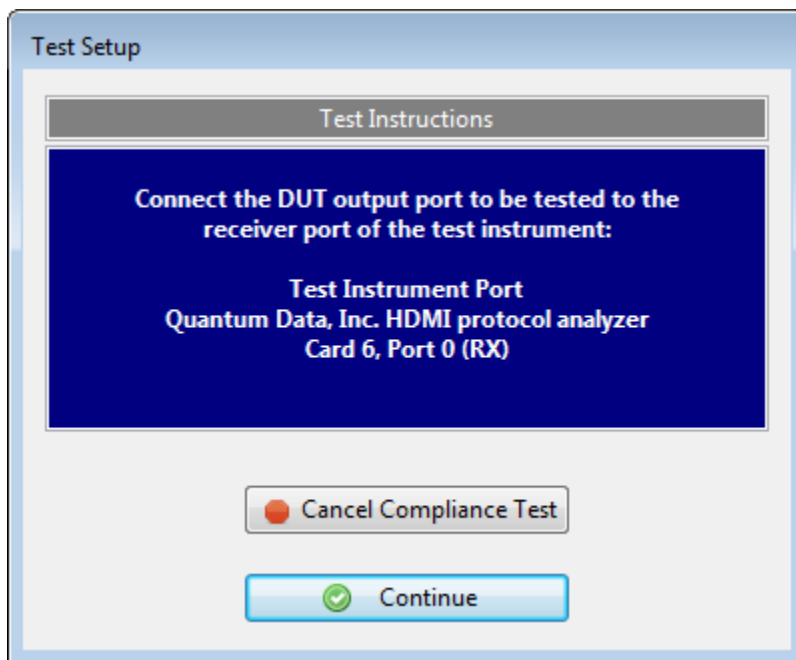 Test Setup
Test Instructions
Connect the DUT output port to be tested to the
receiver port of the test instrument:
Test Instrument Port
Quantum Data, Inc. HDMI protocol analyzer
Card 6, Port 0 (RX)
Cancel Compliance Test
Continue